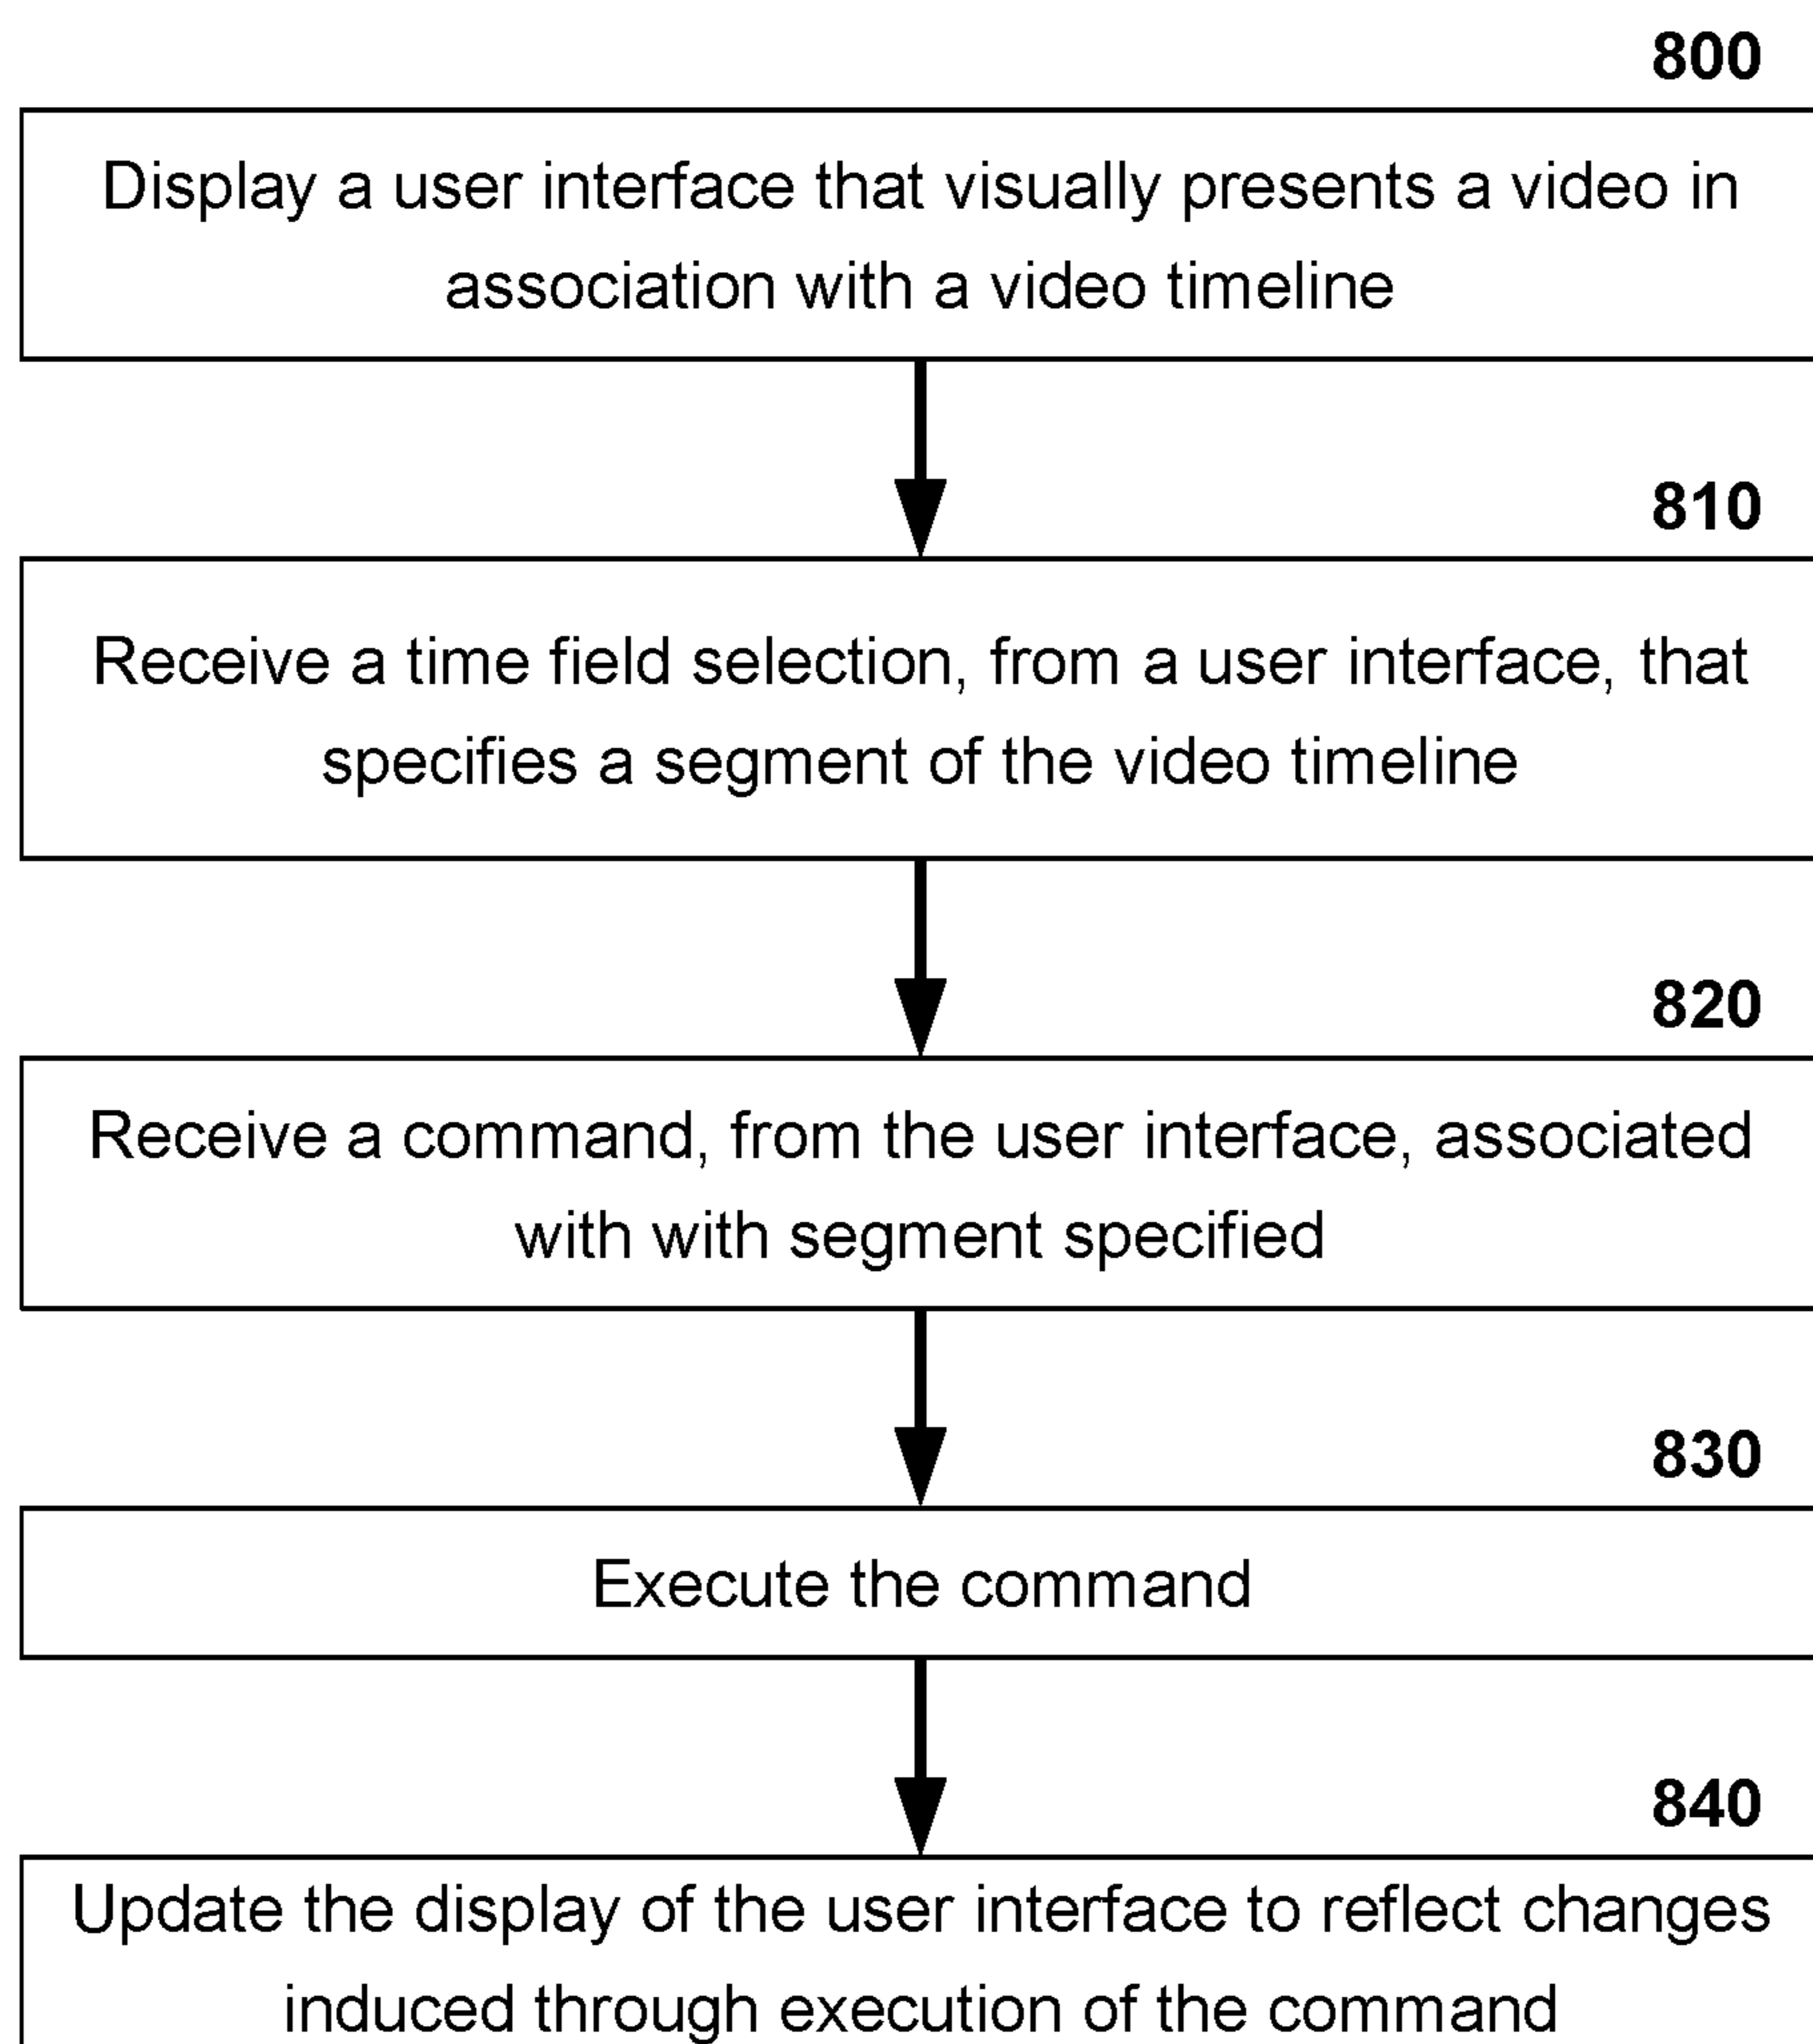 800
Display a user interface that visually presents a video in
association with a video timeline
810
Receive a time field selection, from a user interface, that
specifies a segment of the video timeline
820
Receive a command, from the user interface, associated
with with segment specified
830
Execute the command
840
Update the display of the user interface to reflect changes
induced through execution of the command